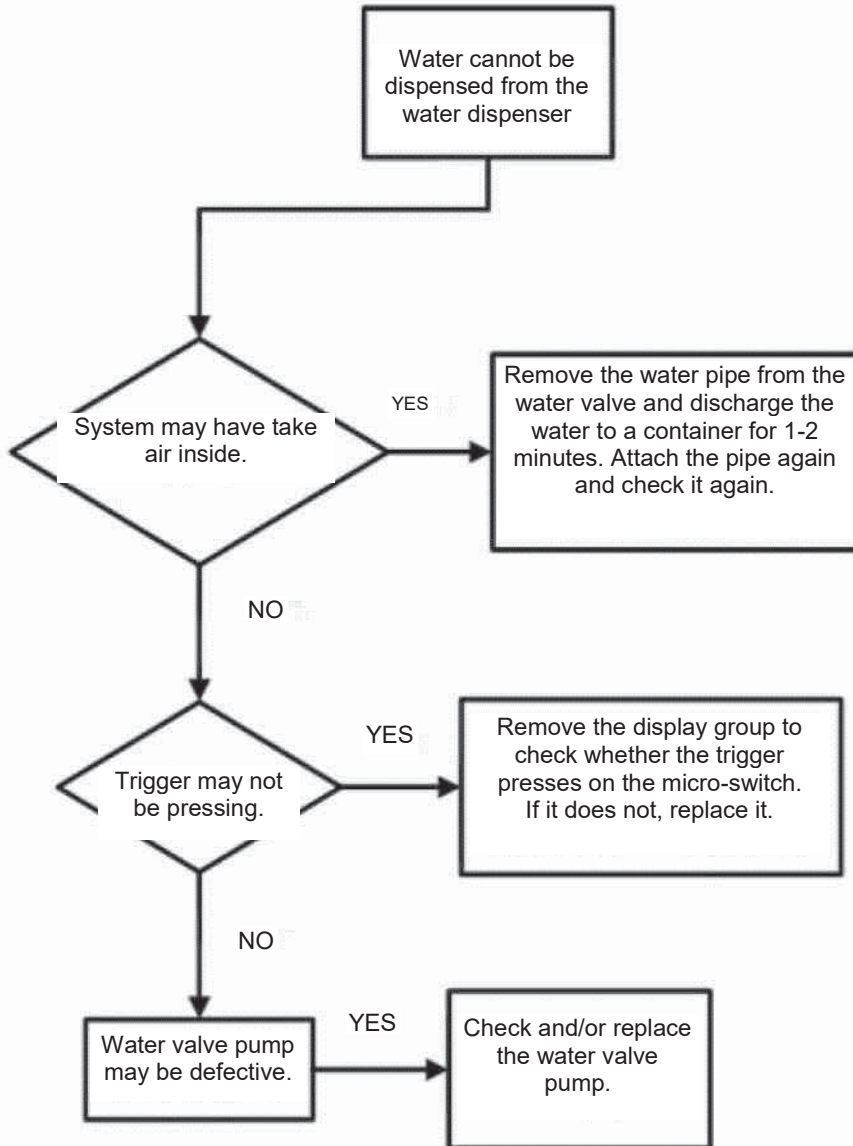 Water cannot be
dispensed from the
water dispenser
System may have take
air inside.
YES
Remove the water pipe from the
water valve and discharge the
water to a container for 1-2
minutes. Attach the pipe again
and check it again.
NO
Trigger may not
be pressing.
YES
Remove the display group to
check whether the trigger
presses on the micro-switch.
If it does not, replace it.
NO
Water valve pump
may be defective.
YES
Check and/or replace
the water valve
pump.